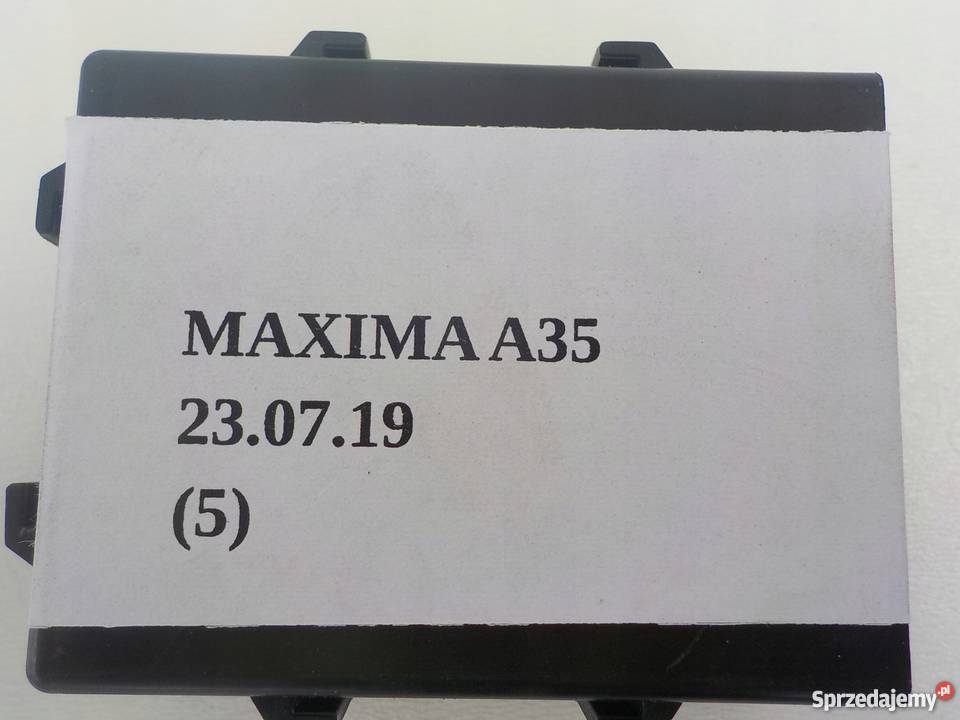 MAXIMA A35
23.07.19
(5)
Sprzedajemy.pl